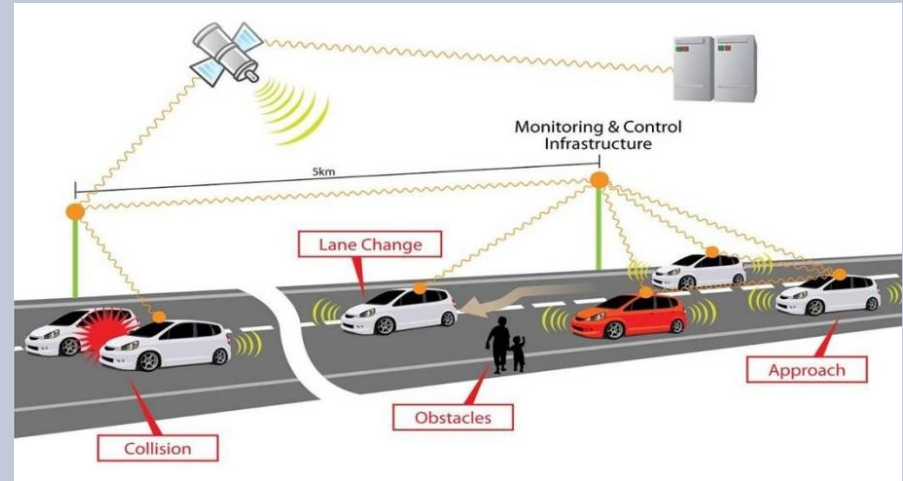 Monitoring & Control
Infrastructure
5km
Lane Change
Approach
Obstacles
Collision